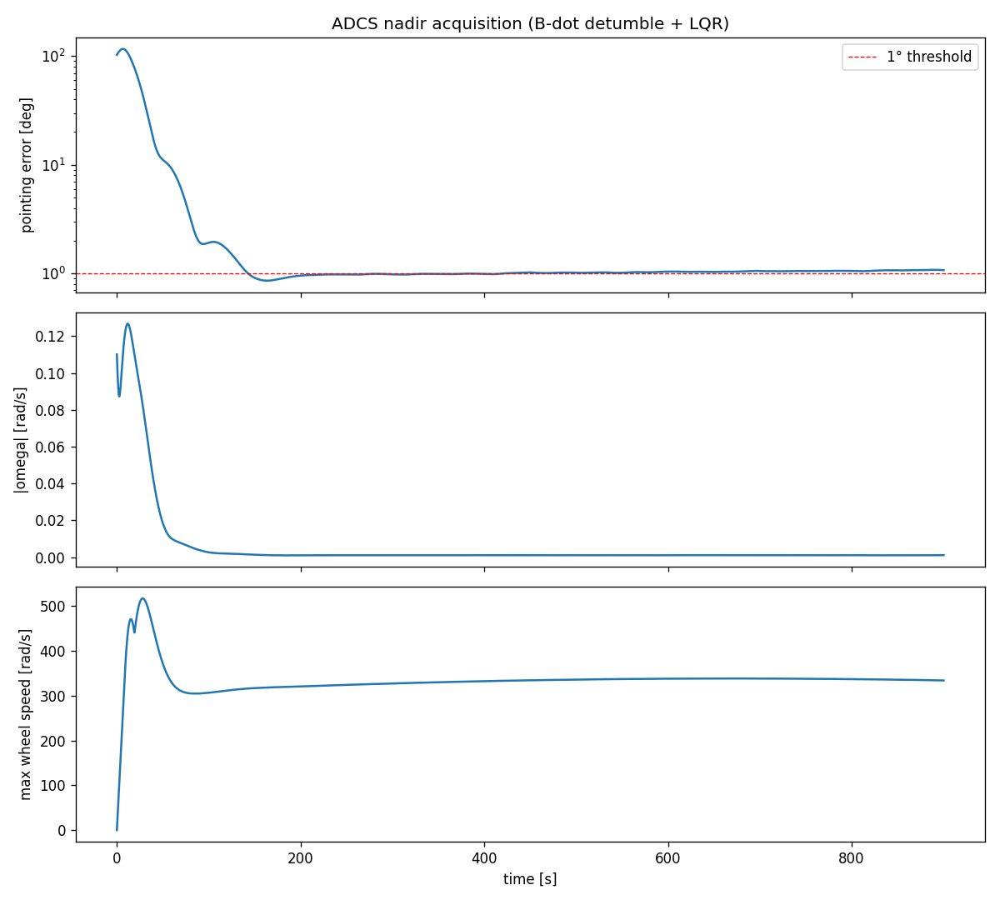 ADCS nadir acquisition (B-dot detumble + LQR)
10²
10¹
10⁰
pointing error [deg]
1° threshold
0.12
0.10
0.08
0.06
0.04
0.02
0.00
|omega| [rad/s]
500
400
300
200
100
0
max wheel speed [rad/s]
0 200 400 600 800
time [s]